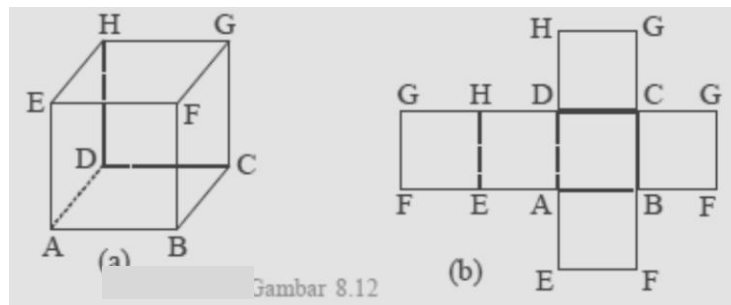 H G
E F
D C
A B
(a)
H G
G H D C G
F E A B F
E F
(b)
Gambar 8.12